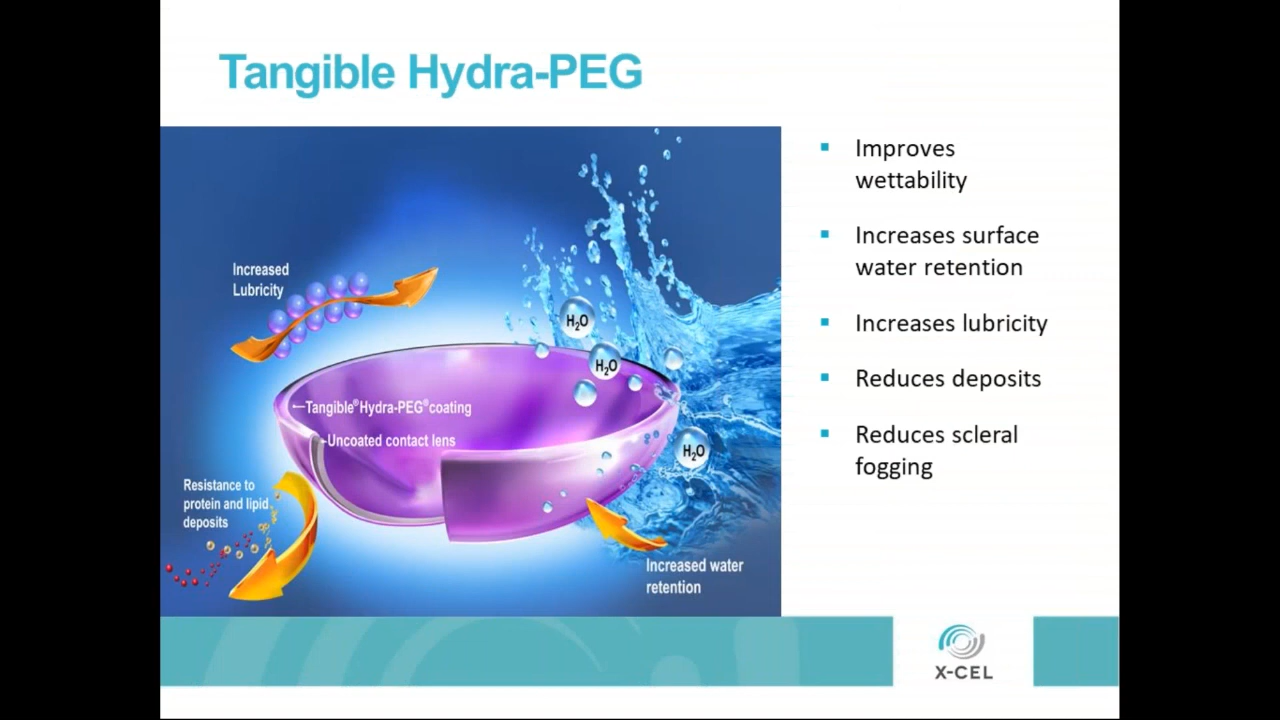 Tangible Hydra-PEG
Increased
Lubricity
H₂O
H₂O
Tangible®Hydra-PEG®coating
Uncoated contact lens
H₂O
Resistance to
protein and lipid
deposits
Increased water
retention
Improves
wettability
Increases surface
water retention
Increases lubricity
Reduces deposits
Reduces scleral
fogging
X-CEL